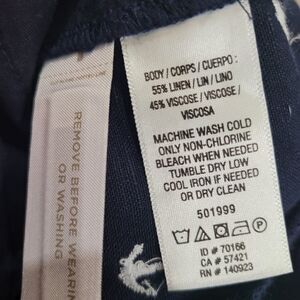 BODY / CORPS / CUERPO :
55% LINEN / LIN / LINO
45% VISCOSE / VISCOSE /
VISCOSA
MACHINE WASH COLD
ONLY NON-CHLORINE
BLEACH WHEN NEEDED
TUMBLE DRY LOW
COOL IRON IF NEEDED
OR DRY CLEAN
501999
ID # 70166
CA # 57421
RN # 140923
REMOVE BEFORE WEARING
OR WASHING